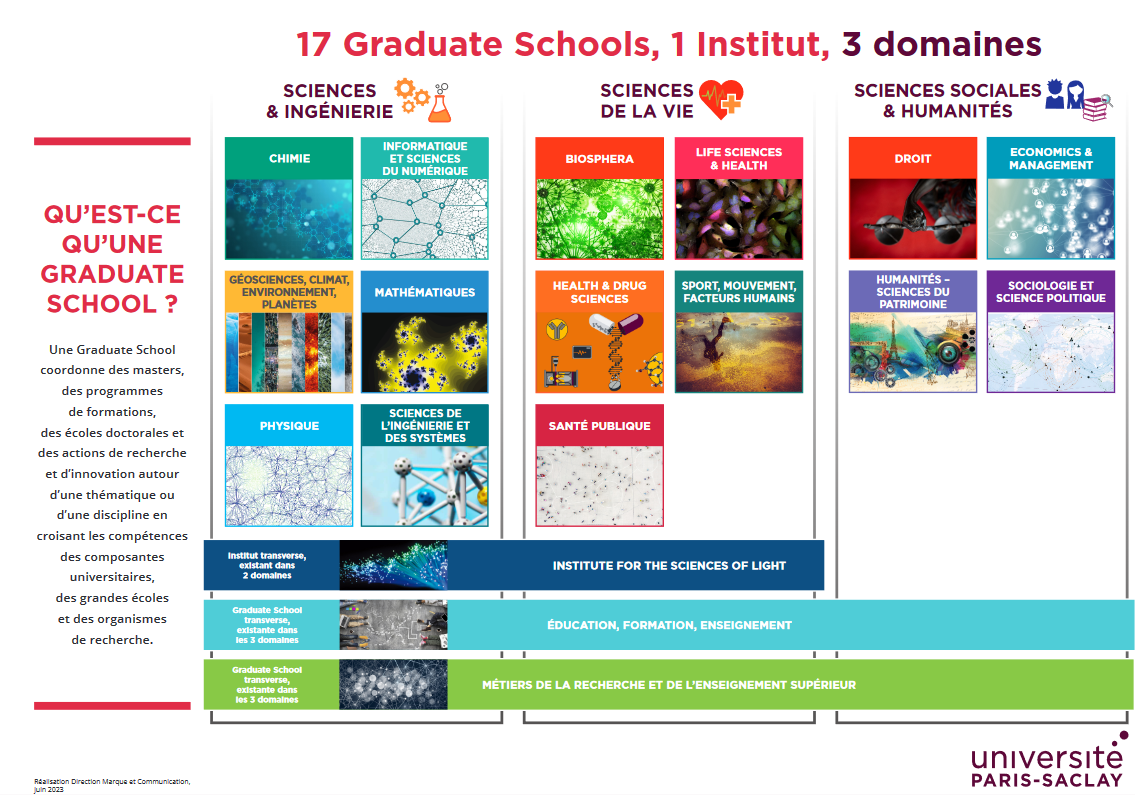 17 Graduate Schools, 1 Institut, 3 domaines
QU’EST-CE
QU’UNE
GRADUATE
SCHOOL ?
Une Graduate School
coordonne des masters,
des programmes
de formations,
des écoles doctorales et
des actions de recherche
et d’innovation autour
d’une thématique ou
d’une discipline en
croisant les compétences
des composantes
universitaires,
des grandes écoles
et des organismes
de recherche.
SCIENCES
& INGÉNIERIE
CHIMIE
INFORMATIQUE
ET SCIENCES
DU NUMÉRIQUE
GÉOSCIENCES, CLIMAT,
ENVIRONNEMENT,
PLANÈTES
MATHÉMATIQUES
PHYSIQUE
SCIENCES DE
L’INGÉNIERIE ET
DES SYSTÈMES
SCIENCES
DE LA VIE
BIOSPHERA
LIFE SCIENCES
& HEALTH
HEALTH & DRUG
SCIENCES
SPORT, MOUVEMENT,
FACTEURS HUMAINS
SANTÉ PUBLIQUE
SCIENCES SOCIALES
& HUMANITÉS
DROIT
ECONOMICS &
MANAGEMENT
HUMANITÉS –
SCIENCES DU
PATRIMOINE
SOCIOLOGIE ET
SCIENCE POLITIQUE
Institut transverse,
existant dans
2 domaines
INSTITUTE FOR THE SCIENCES OF LIGHT
Graduate School
transverse,
existante dans
les 3 domaines
ÉDUCATION, FORMATION, ENSEIGNEMENT
Graduate School
transverse,
existante dans
les 3 domaines
MÉTIERS DE LA RECHERCHE ET DE L’ENSEIGNEMENT SUPÉRIEUR
Réalisation Direction Marque et Communication,
Juin 2023
université
PARIS-SACLAY